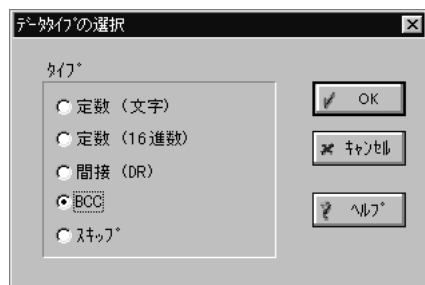 ﾃﾞｰﾀﾀｲﾌﾟの選択
ﾀｲﾌﾟ
定数（文字）
定数（16進数）
間接（DR）
BCC
ｽｷｯﾌﾟ
OK
ｷｬﾝｾﾙ
ﾍﾙﾌﾟ